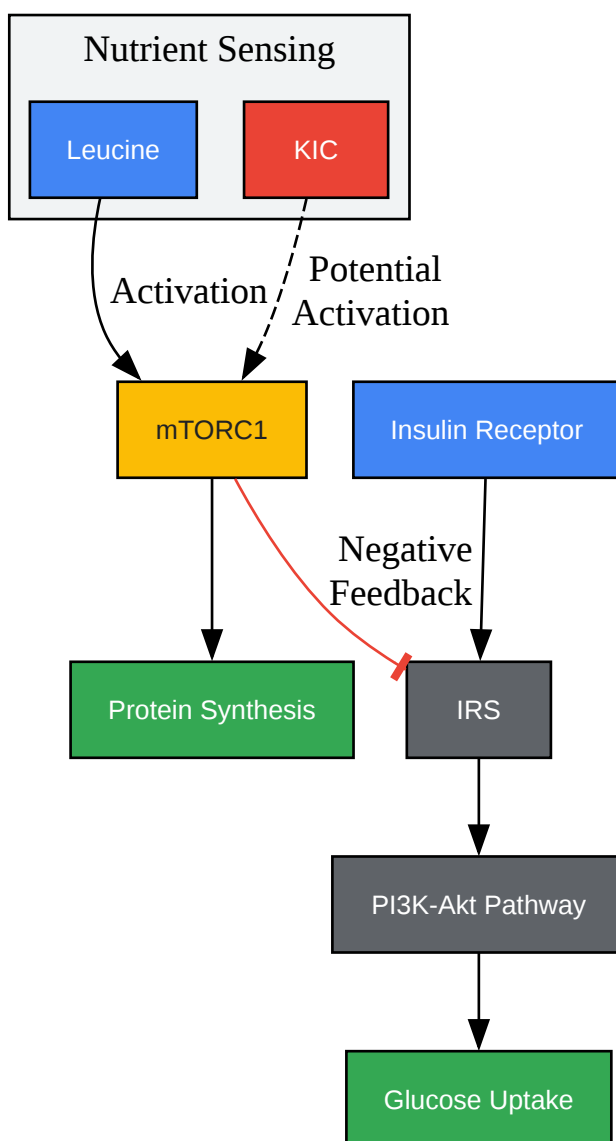 Nutrient Sensing
Leucine
KIC
Activation
Potential
Activation
mTORC1
Insulin Receptor
Negative
Feedback
Protein Synthesis
IRS
PI3K-Akt Pathway
Glucose Uptake